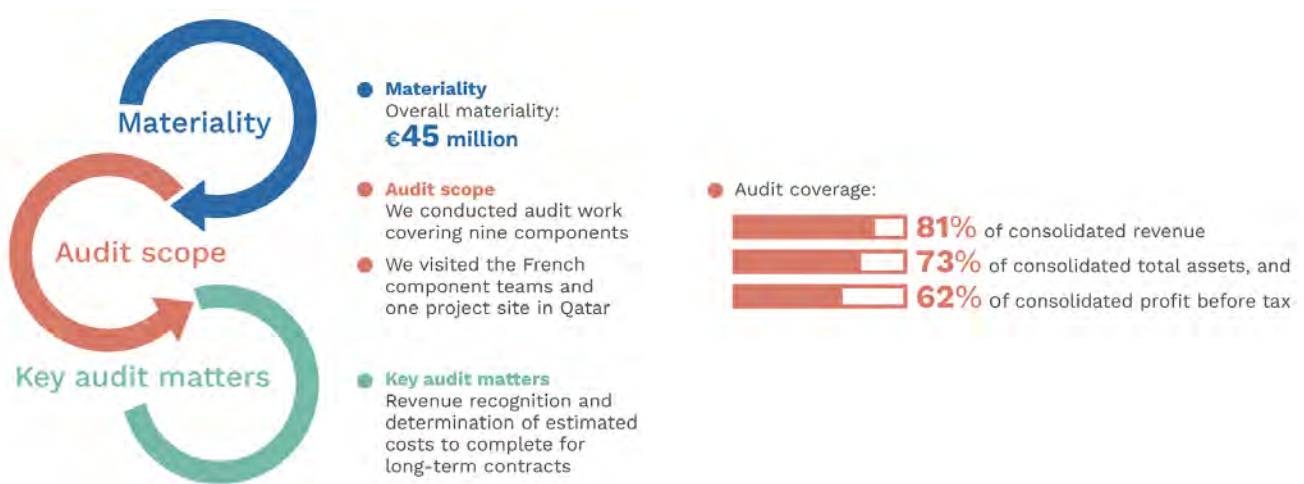 Materiality
Audit scope
Key audit matters
Materiality
Overall materiality:
€45 million
Audit scope
We conducted audit work
covering nine components
We visited the French
component teams and
one project site in Qatar
Key audit matters
Revenue recognition and
determination of estimated
costs to complete for
long-term contracts
Audit coverage:
81% of consolidated revenue
73% of consolidated total assets, and
62% of consolidated profit before tax